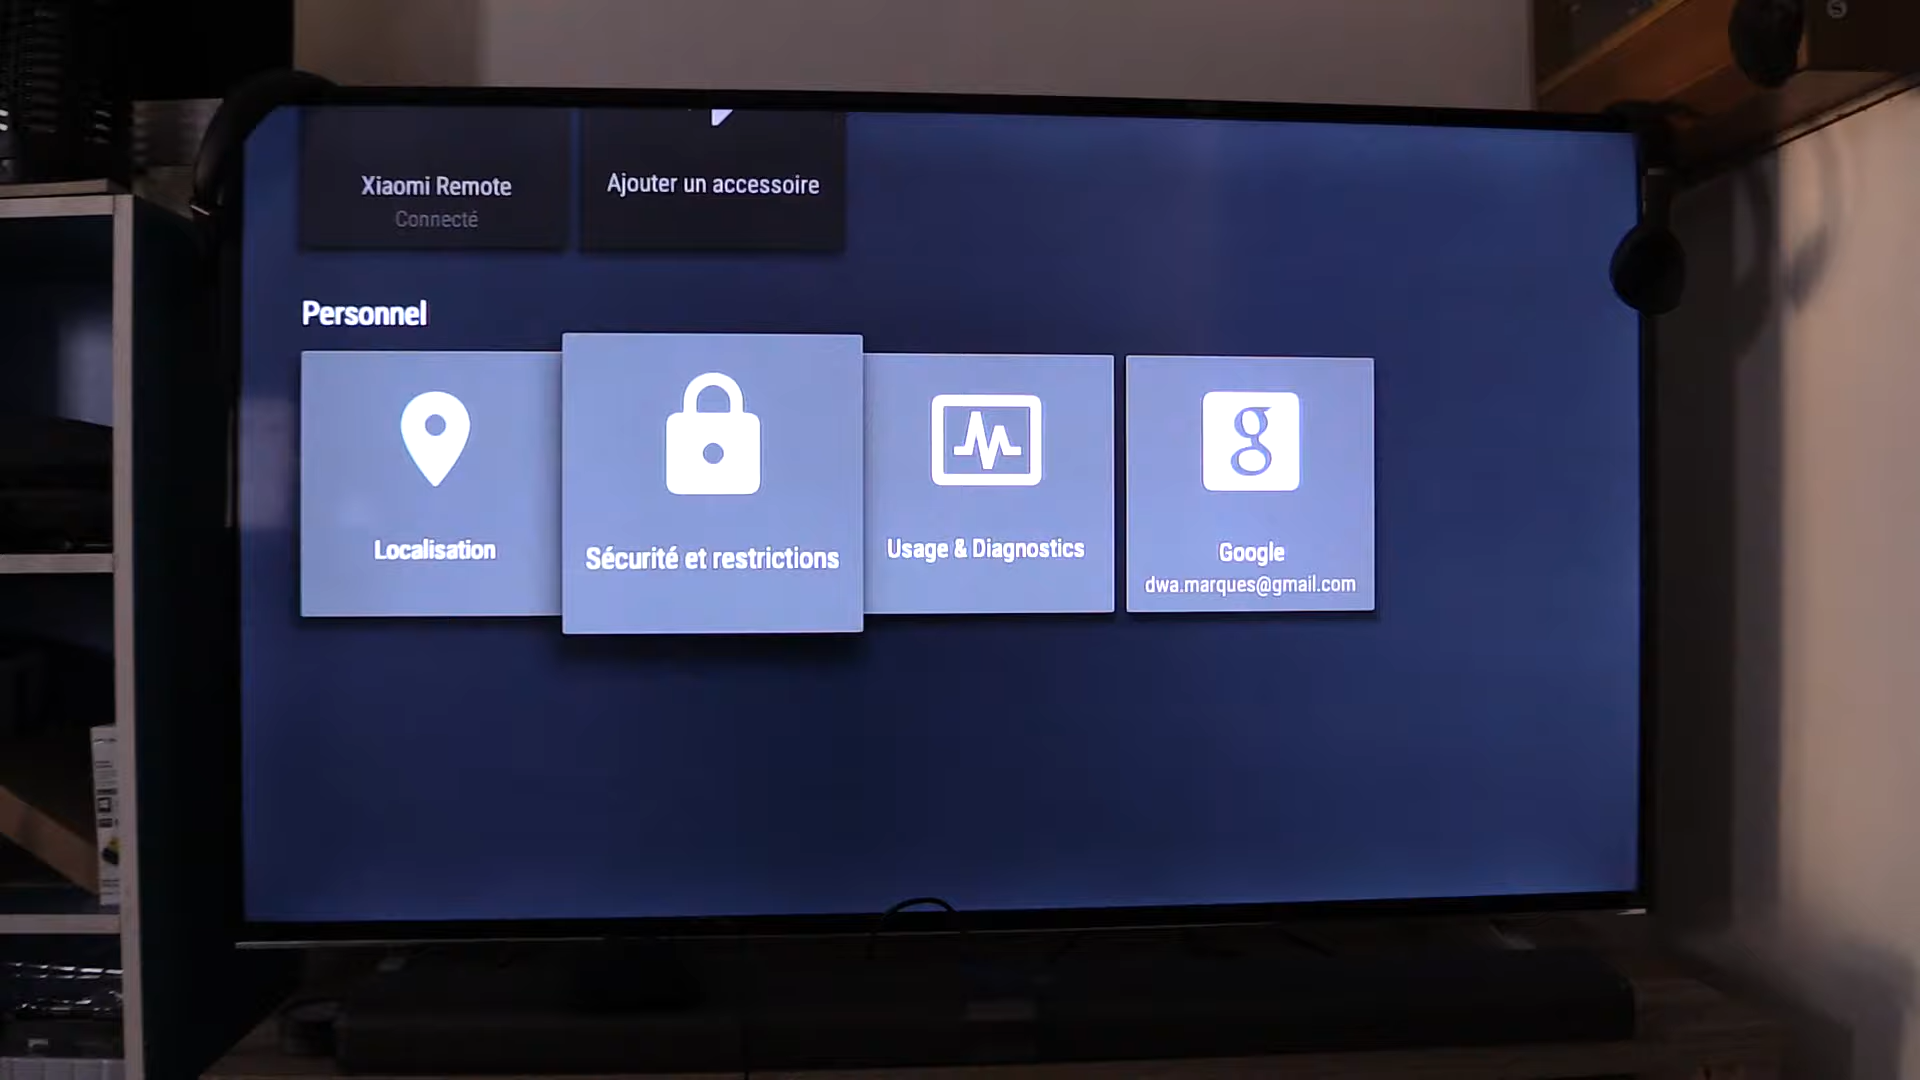 Xiaomi Remote
Connecté
Ajouter un accessoire
Personnel
Localisation
Sécurité et restrictions
Usage & Diagnostics
Google
dwa.marques@gmail.com